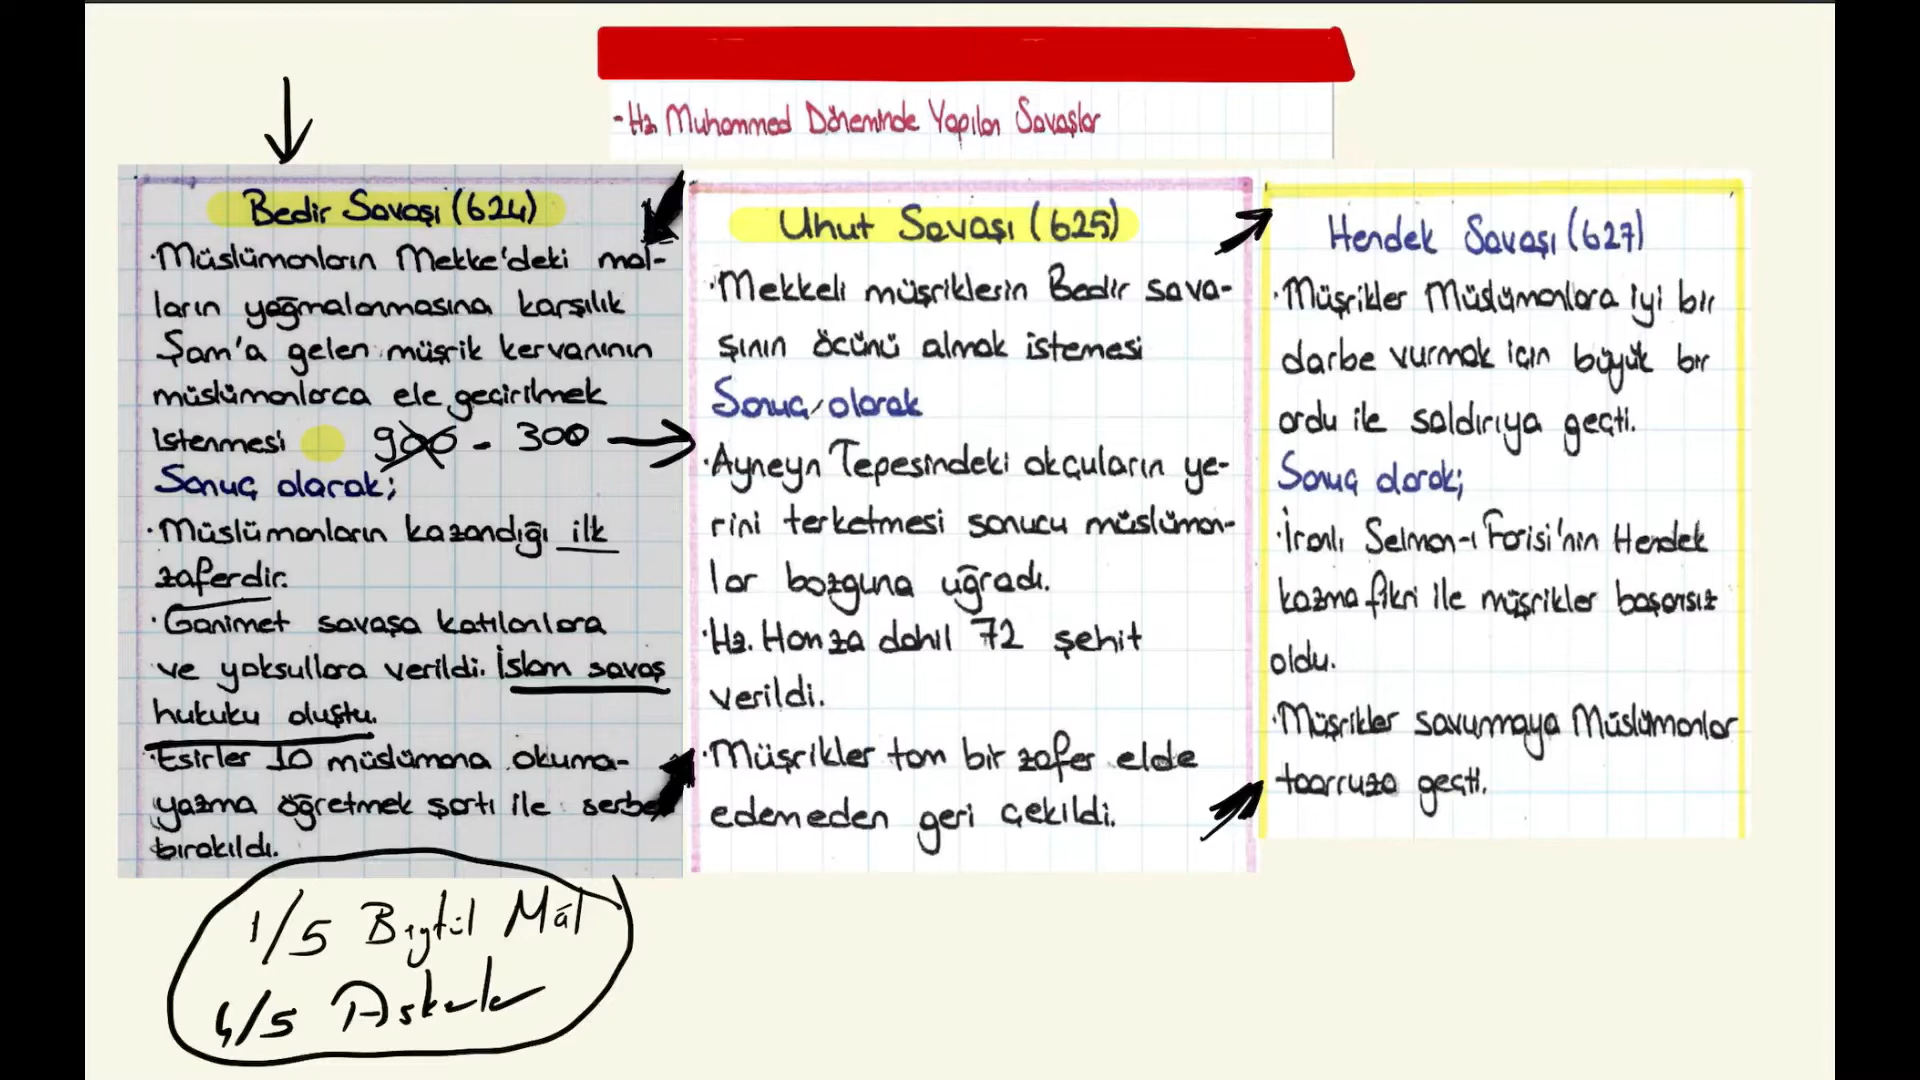 - Hz. Muhammed Döneminde Yapılan Savaşlar
Bedir Savaşı (624)
· Müslümanların Mekke'deki mal-
ların yağmalanmasına karşılık
Şam'a gelen müşrik kervanının
müslümanlarca ele geçirilmek
istenmesi 900 - 300
Sonuç olarak;
· Müslümanların kazandığı ilk
zaferdir.
· Ganimet savaşa katılanlara
ve yoksullara verildi. İslam savaş
hukuku oluştu.
· Esirler 10 müslümana okuma-
yazma öğretmek şartı ile serbe
bırakıldı.
1/5 Beytül Mâl
4/5 Askerler
Uhut Savaşı (625)
· Mekkeli müşriklerin Bedir sava-
şının öcünü almak istemesi
Sonuç olarak
· Ayneyn Tepesindeki okçuların ye-
rini terketmesi sonucu müslüman-
lar bozguna uğradı.
· Hz. Hamza dahil 72 şehit
verildi.
· Müşrikler tam bir zafer elde
edemeden geri çekildi.
Hendek Savaşı (627)
· Müşrikler Müslümanlara iyi bir
darbe vurmak için büyük bir
ordu ile saldırıya geçti.
Sonuç olarak;
· İranlı Selman-ı Farisi'nin Hendek
kazma fikri ile müşrikler başarısız
oldu.
· Müşrikler savunmaya Müslümanlar
taarruza geçti.